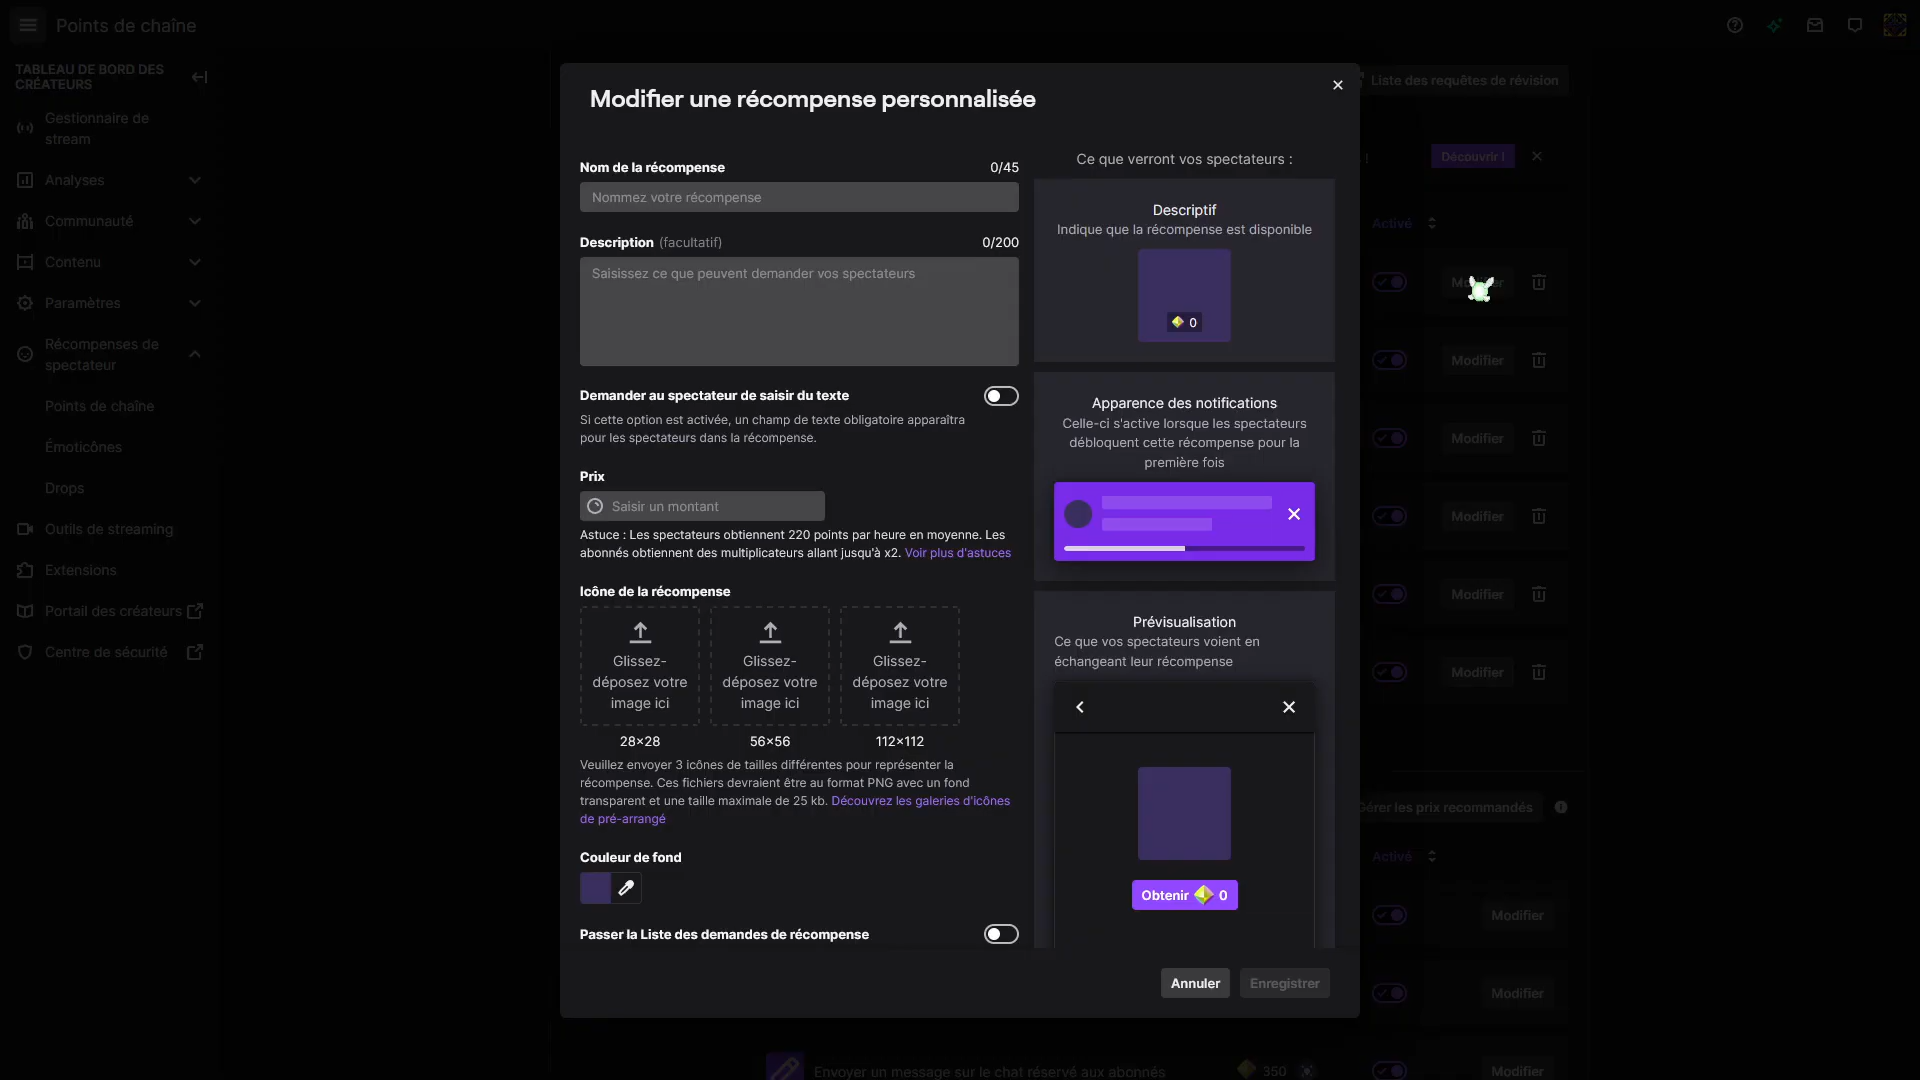 Points de chaîne
TABLEAU DE BORD DES
CRÉATEURS
Gestionnaire de
stream
Analyses
Communauté
Contenu
Paramètres
Récompenses de
spectateur
Points de chaîne
Émoticônes
Drops
Outils de streaming
Extensions
Portail des créateurs
Centre de sécurité
Modifier une récompense personnalisée
Nom de la récompense 0/45
Nommez votre récompense
Description (facultatif) 0/200
Saisissez ce que peuvent demander vos spectateurs
Demander au spectateur de saisir du texte
Si cette option est activée, un champ de texte obligatoire apparaîtra
pour les spectateurs dans la récompense.
Prix
Saisir un montant
Astuce : Les spectateurs obtiennent 220 points par heure en moyenne. Les
abonnés obtiennent des multiplicateurs allant jusqu'à x2. Voir plus d'astuces
Icône de la récompense
Glissez-
déposez votre
image ici
28×28
Glissez-
déposez votre
image ici
56×56
Glissez-
déposez votre
image ici
112×112
Veuillez envoyer 3 icônes de tailles différentes pour représenter la
récompense. Ces fichiers devraient être au format PNG avec un fond
transparent et une taille maximale de 25 kb. Découvrez les galeries d'icônes
de pré-arrangé
Couleur de fond
Passer la Liste des demandes de récompense
Ce que verront vos spectateurs :
Descriptif
Indique que la récompense est disponible
0
Apparence des notifications
Celle-ci s'active lorsque les spectateurs
débloquent cette récompense pour la
première fois
Prévisualisation
Ce que vos spectateurs voient en
échangeant leur récompense
Obtenir 0
Annuler
Enregistrer
Liste des requêtes de révision
!
Découvrir !
Activé
Modifier
Modifier
Modifier
Modifier
Modifier
Gérer les prix recommandés
Activé
Modifier
Modifier
Envoyer un message sur le chat réservé aux abonnés 350 Modifier